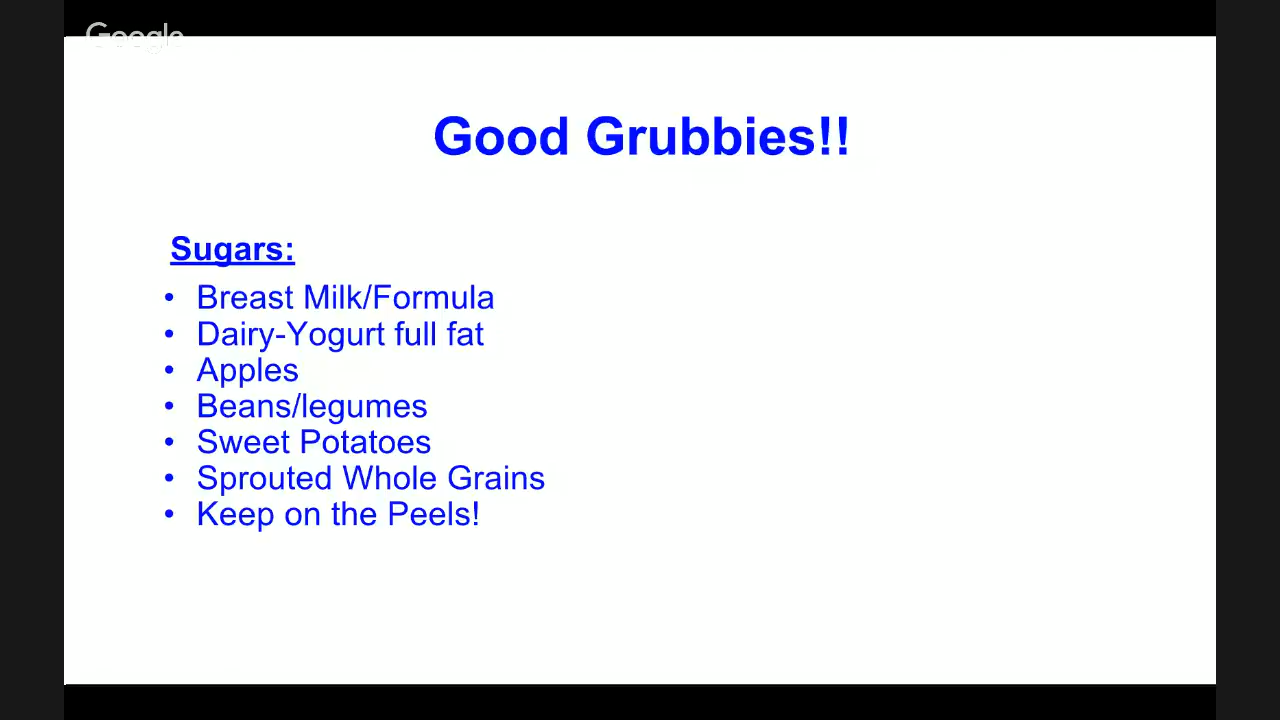 Google
Good Grubbies!!
Sugars:
• Breast Milk/Formula
• Dairy-Yogurt full fat
• Apples
• Beans/legumes
• Sweet Potatoes
• Sprouted Whole Grains
• Keep on the Peels!